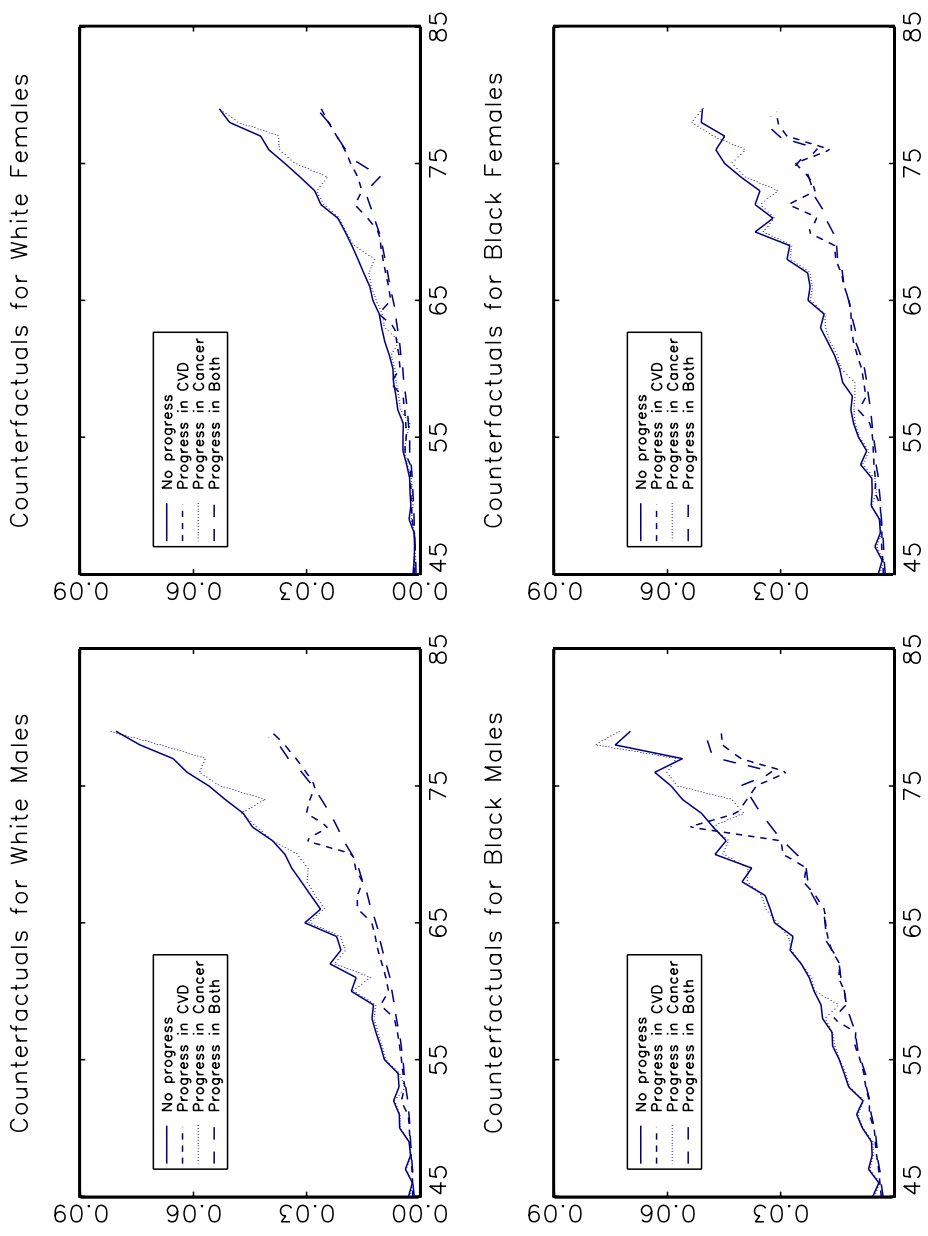 Counterfactuals for White Males
0.09
0.06
0.03
0.00
No progress
Progress in CVD
Progress in Cancer
Progress in Both
45 55 65 75 85
Counterfactuals for White Females
0.09
0.06
0.03
0.00
No progress
Progress in CVD
Progress in Cancer
Progress in Both
45 55 65 75 85
Counterfactuals for Black Males
0.09
0.06
0.03
No progress
Progress in CVD
Progress in Cancer
Progress in Both
45 55 65 75 85
Counterfactuals for Black Females
0.09
0.06
0.03
No progress
Progress in CVD
Progress in Cancer
Progress in Both
45 55 65 75 85